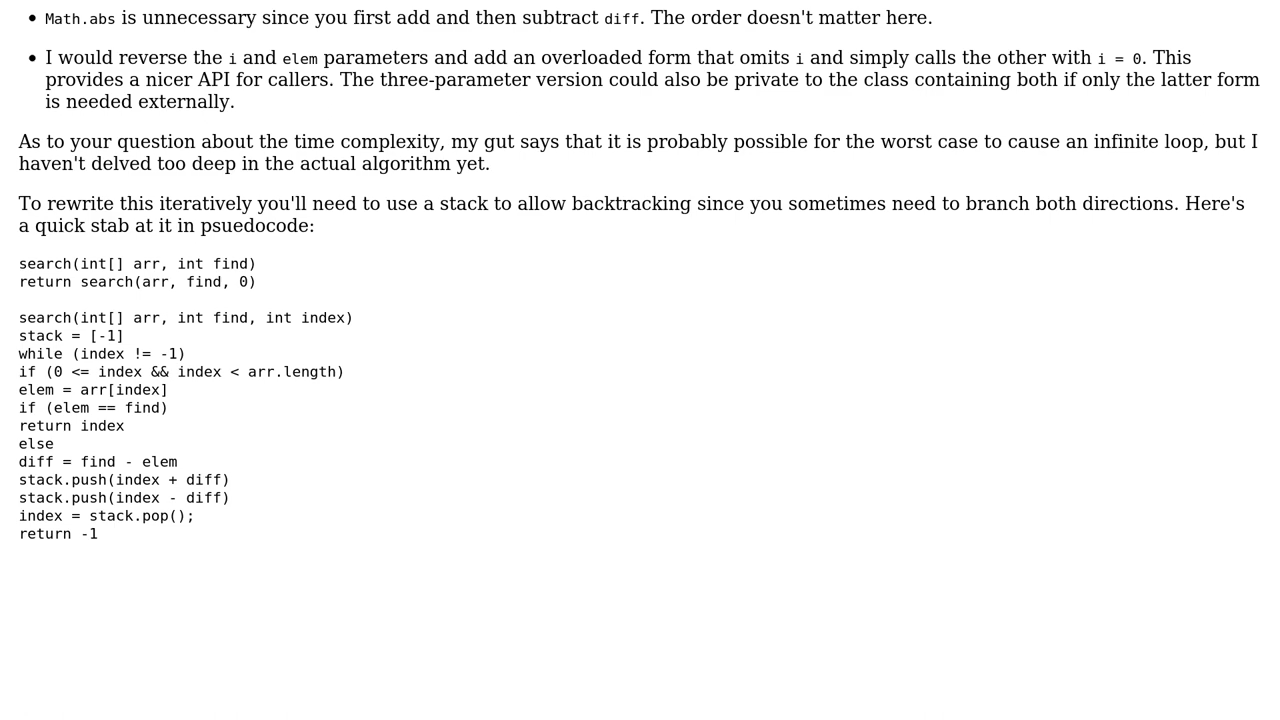 • Math.abs is unnecessary since you first add and then subtract diff. The order doesn't matter here.
• I would reverse the i and elem parameters and add an overloaded form that omits i and simply calls the other with i = 0. This
provides a nicer API for callers. The three-parameter version could also be private to the class containing both if only the latter form
is needed externally.
As to your question about the time complexity, my gut says that it is probably possible for the worst case to cause an infinite loop, but I
haven't delved too deep in the actual algorithm yet.
To rewrite this iteratively you'll need to use a stack to allow backtracking since you sometimes need to branch both directions. Here's
a quick stab at it in psuedocode:
search(int[] arr, int find)
return search(arr, find, 0)
search(int[] arr, int find, int index)
stack = [-1]
while (index != -1)
if (0 <= index && index < arr.length)
elem = arr[index]
if (elem == find)
return index
else
diff = find - elem
stack.push(index + diff)
stack.push(index - diff)
index = stack.pop();
return -1